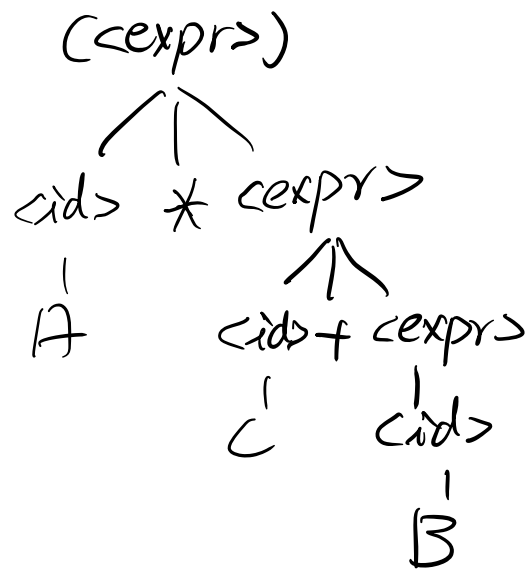 (<expr>)
<id> * <expr>
A
<id> + <expr>
C <id>
B